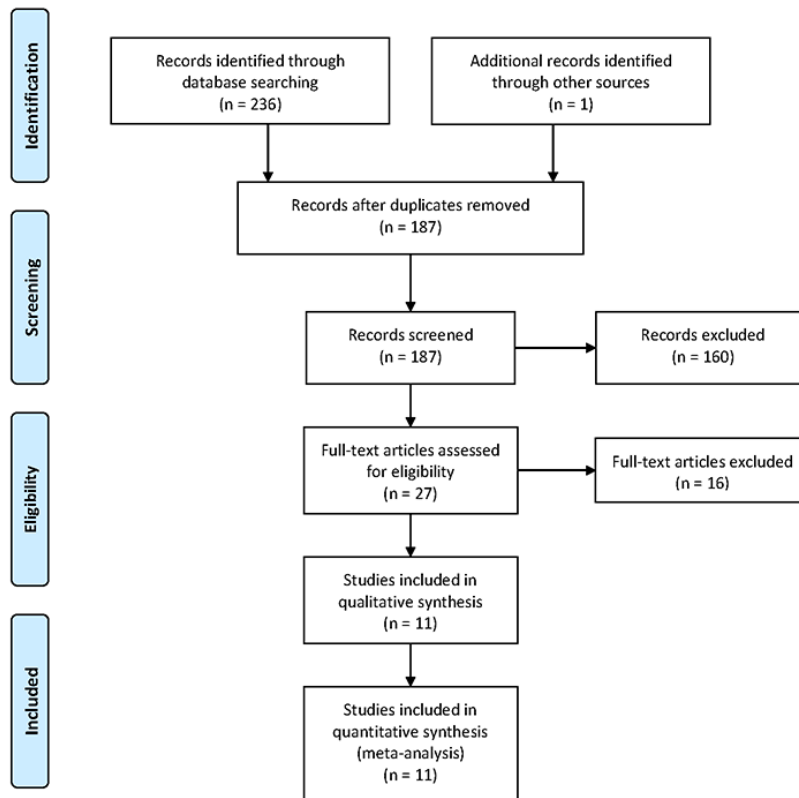 Identification
Records identified through
database searching
(n = 236)
Additional records identified
through other sources
(n = 1)
Records after duplicates removed
(n = 187)
Screening
Records screened
(n = 187)
Records excluded
(n = 160)
Eligibility
Full-text articles assessed
for eligibility
(n = 27)
Full-text articles excluded
(n = 16)
Studies included in
qualitative synthesis
(n = 11)
Included
Studies included in
quantitative synthesis
(meta-analysis)
(n = 11)